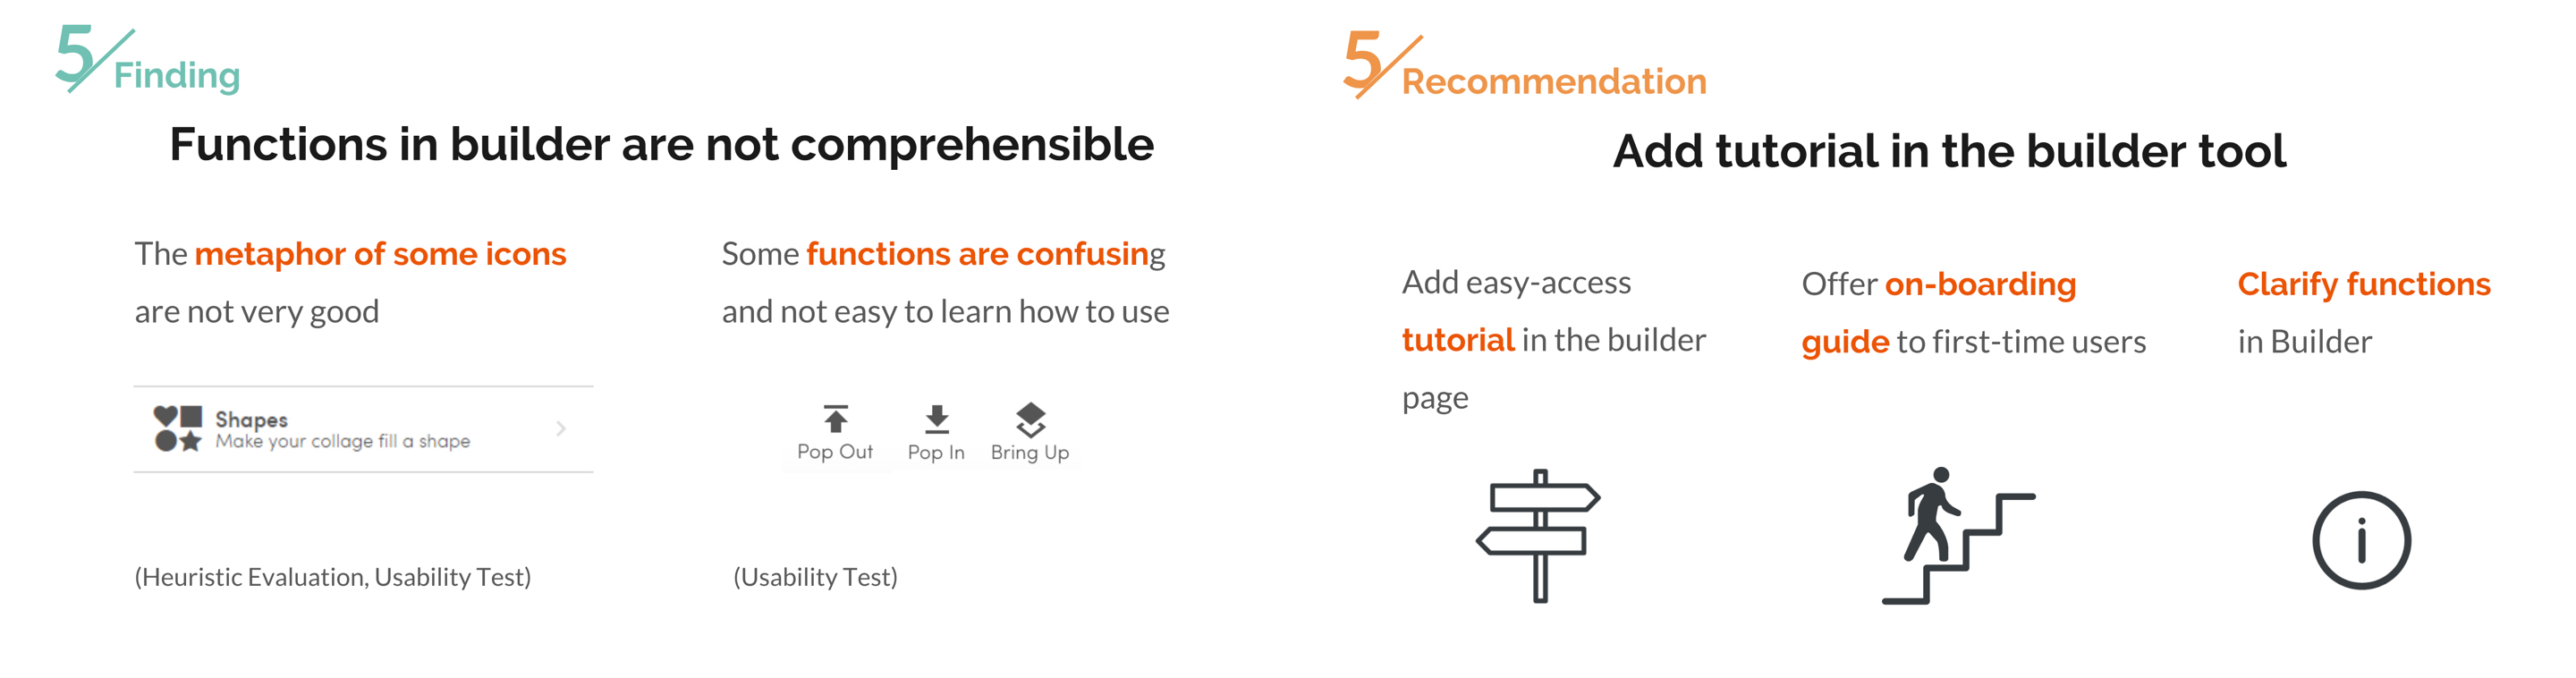 5/ Finding
Functions in builder are not comprehensible
The metaphor of some icons
are not very good
Shapes
Make your collage fill a shape
(Heuristic Evaluation, Usability Test)
Some functions are confusing
and not easy to learn how to use
Pop Out Pop In Bring Up
(Usability Test)
5/ Recommendation
Add tutorial in the builder tool
Add easy-access
tutorial in the builder
page
Offer on-boarding
guide to first-time users
Clarify functions
in Builder
i